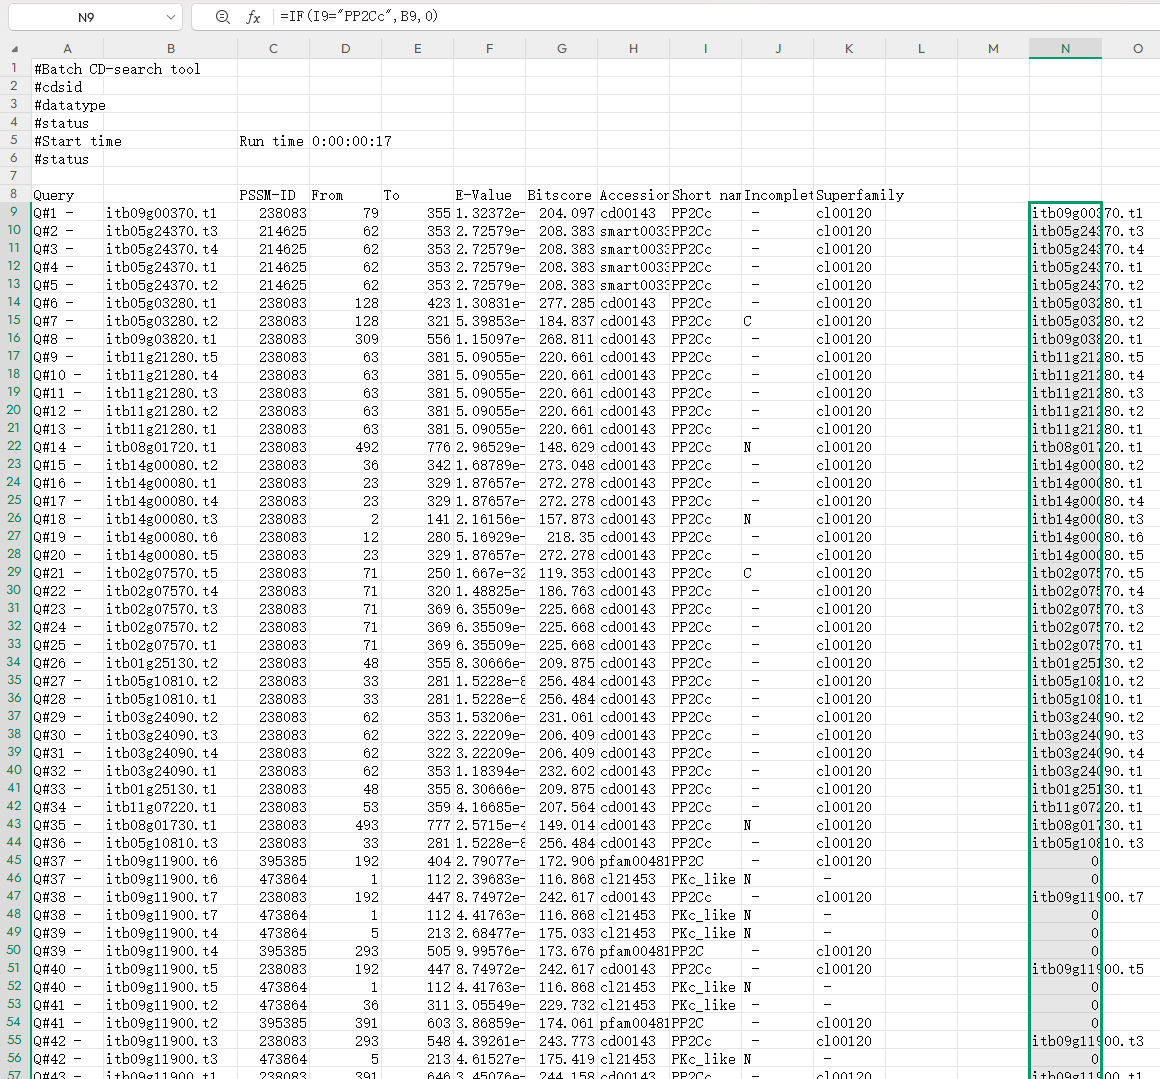 N9 fx =IF(I9="PP2Cc",B9,0)
A B C D E F G H I J K L M N O
1 #Batch CD-search tool
2 #cdsid
3 #datatype
4 #status
5 #Start time Run time 0:00:00:17
6 #status
7
8 Query PSSM-ID From To E-Value Bitscore Accession Short nam Incomplet Superfamily
9 Q#1 - itb09g00370.t1 238083 79 355 1.32372e- 204.097 cd00143 PP2Cc - cl00120 itb09g00370.t1
10 Q#2 - itb05g24370.t3 214625 62 353 2.72579e- 208.383 smart0033 PP2Cc - cl00120 itb05g24370.t3
11 Q#3 - itb05g24370.t4 214625 62 353 2.72579e- 208.383 smart0033 PP2Cc - cl00120 itb05g24370.t4
12 Q#4 - itb05g24370.t1 214625 62 353 2.72579e- 208.383 smart0033 PP2Cc - cl00120 itb05g24370.t1
13 Q#5 - itb05g24370.t2 214625 62 353 2.72579e- 208.383 smart0033 PP2Cc - cl00120 itb05g24370.t2
14 Q#6 - itb05g03280.t1 238083 128 423 1.30831e- 277.285 cd00143 PP2Cc - cl00120 itb05g03280.t1
15 Q#7 - itb05g03280.t2 238083 128 321 5.39853e- 184.837 cd00143 PP2Cc C cl00120 itb05g03280.t2
16 Q#8 - itb09g03820.t1 238083 309 556 1.15097e- 268.811 cd00143 PP2Cc - cl00120 itb09g03820.t1
17 Q#9 - itb11g21280.t5 238083 63 381 5.09055e- 220.661 cd00143 PP2Cc - cl00120 itb11g21280.t5
18 Q#10 - itb11g21280.t4 238083 63 381 5.09055e- 220.661 cd00143 PP2Cc - cl00120 itb11g21280.t4
19 Q#11 - itb11g21280.t3 238083 63 381 5.09055e- 220.661 cd00143 PP2Cc - cl00120 itb11g21280.t3
20 Q#12 - itb11g21280.t2 238083 63 381 5.09055e- 220.661 cd00143 PP2Cc - cl00120 itb11g21280.t2
21 Q#13 - itb11g21280.t1 238083 63 381 5.09055e- 220.661 cd00143 PP2Cc - cl00120 itb11g21280.t1
22 Q#14 - itb08g01720.t1 238083 492 776 2.96529e- 148.629 cd00143 PP2Cc N cl00120 itb08g01720.t1
23 Q#15 - itb14g00080.t2 238083 36 342 1.68789e- 273.048 cd00143 PP2Cc - cl00120 itb14g00080.t2
24 Q#16 - itb14g00080.t1 238083 23 329 1.87657e- 272.278 cd00143 PP2Cc - cl00120 itb14g00080.t1
25 Q#17 - itb14g00080.t4 238083 23 329 1.87657e- 272.278 cd00143 PP2Cc - cl00120 itb14g00080.t4
26 Q#18 - itb14g00080.t3 238083 2 141 2.16156e- 157.873 cd00143 PP2Cc N cl00120 itb14g00080.t3
27 Q#19 - itb14g00080.t6 238083 12 280 5.16929e- 218.35 cd00143 PP2Cc - cl00120 itb14g00080.t6
28 Q#20 - itb14g00080.t5 238083 23 329 1.87657e- 272.278 cd00143 PP2Cc - cl00120 itb14g00080.t5
29 Q#21 - itb02g07570.t5 238083 71 250 1.667e-32 119.353 cd00143 PP2Cc C cl00120 itb02g07570.t5
30 Q#22 - itb02g07570.t4 238083 71 320 1.48825e- 186.763 cd00143 PP2Cc - cl00120 itb02g07570.t4
31 Q#23 - itb02g07570.t3 238083 71 369 6.35509e- 225.668 cd00143 PP2Cc - cl00120 itb02g07570.t3
32 Q#24 - itb02g07570.t2 238083 71 369 6.35509e- 225.668 cd00143 PP2Cc - cl00120 itb02g07570.t2
33 Q#25 - itb02g07570.t1 238083 71 369 6.35509e- 225.668 cd00143 PP2Cc - cl00120 itb02g07570.t1
34 Q#26 - itb01g25130.t2 238083 48 355 8.30666e- 209.875 cd00143 PP2Cc - cl00120 itb01g25130.t2
35 Q#27 - itb05g10810.t2 238083 33 281 1.5228e-8 256.484 cd00143 PP2Cc - cl00120 itb05g10810.t2
36 Q#28 - itb05g10810.t1 238083 33 281 1.5228e-8 256.484 cd00143 PP2Cc - cl00120 itb05g10810.t1
37 Q#29 - itb03g24090.t2 238083 62 353 1.53206e- 231.061 cd00143 PP2Cc - cl00120 itb03g24090.t2
38 Q#30 - itb03g24090.t3 238083 62 322 3.22209e- 206.409 cd00143 PP2Cc - cl00120 itb03g24090.t3
39 Q#31 - itb03g24090.t4 238083 62 322 3.22209e- 206.409 cd00143 PP2Cc - cl00120 itb03g24090.t4
40 Q#32 - itb03g24090.t1 238083 62 353 1.18394e- 232.602 cd00143 PP2Cc - cl00120 itb03g24090.t1
41 Q#33 - itb01g25130.t1 238083 48 355 8.30666e- 209.875 cd00143 PP2Cc - cl00120 itb01g25130.t1
42 Q#34 - itb11g07220.t1 238083 53 359 4.16685e- 207.564 cd00143 PP2Cc - cl00120 itb11g07220.t1
43 Q#35 - itb08g01730.t1 238083 493 777 2.5715e-4 149.014 cd00143 PP2Cc N cl00120 itb08g01730.t1
44 Q#36 - itb05g10810.t3 238083 33 281 1.5228e-8 256.484 cd00143 PP2Cc - cl00120 itb05g10810.t3
45 Q#37 - itb09g11900.t6 395385 192 404 2.79077e- 172.906 pfam00481 PP2C - cl00120 0
46 Q#37 - itb09g11900.t6 473864 1 112 2.39683e- 116.868 cl21453 PKc_like N - 0
47 Q#38 - itb09g11900.t7 238083 192 447 8.74972e- 242.617 cd00143 PP2Cc - cl00120 itb09g11900.t7
48 Q#38 - itb09g11900.t7 473864 1 112 4.41763e- 116.868 cl21453 PKc_like N - 0
49 Q#39 - itb09g11900.t4 473864 5 213 2.68477e- 175.033 cl21453 PKc_like N - 0
50 Q#39 - itb09g11900.t4 395385 293 505 9.99576e- 173.676 pfam00481 PP2C - cl00120 0
51 Q#40 - itb09g11900.t5 238083 192 447 8.74972e- 242.617 cd00143 PP2Cc - cl00120 itb09g11900.t5
52 Q#40 - itb09g11900.t5 473864 1 112 4.41763e- 116.868 cl21453 PKc_like N - 0
53 Q#41 - itb09g11900.t2 473864 36 311 3.05549e- 229.732 cl21453 PKc_like - - 0
54 Q#41 - itb09g11900.t2 395385 391 603 3.86859e- 174.061 pfam00481 PP2C - cl00120 0
55 Q#42 - itb09g11900.t3 238083 293 548 4.39261e- 243.773 cd00143 PP2Cc - cl00120 itb09g11900.t3
56 Q#42 - itb09g11900.t3 473864 5 213 4.61527e- 175.419 cl21453 PKc_like N - 0
57 Q#43 - itb09g11900.t1 238083 391 646 3.45076e- 244.158 cd00143 PP2Cc - cl00120 itb09g11900.t1